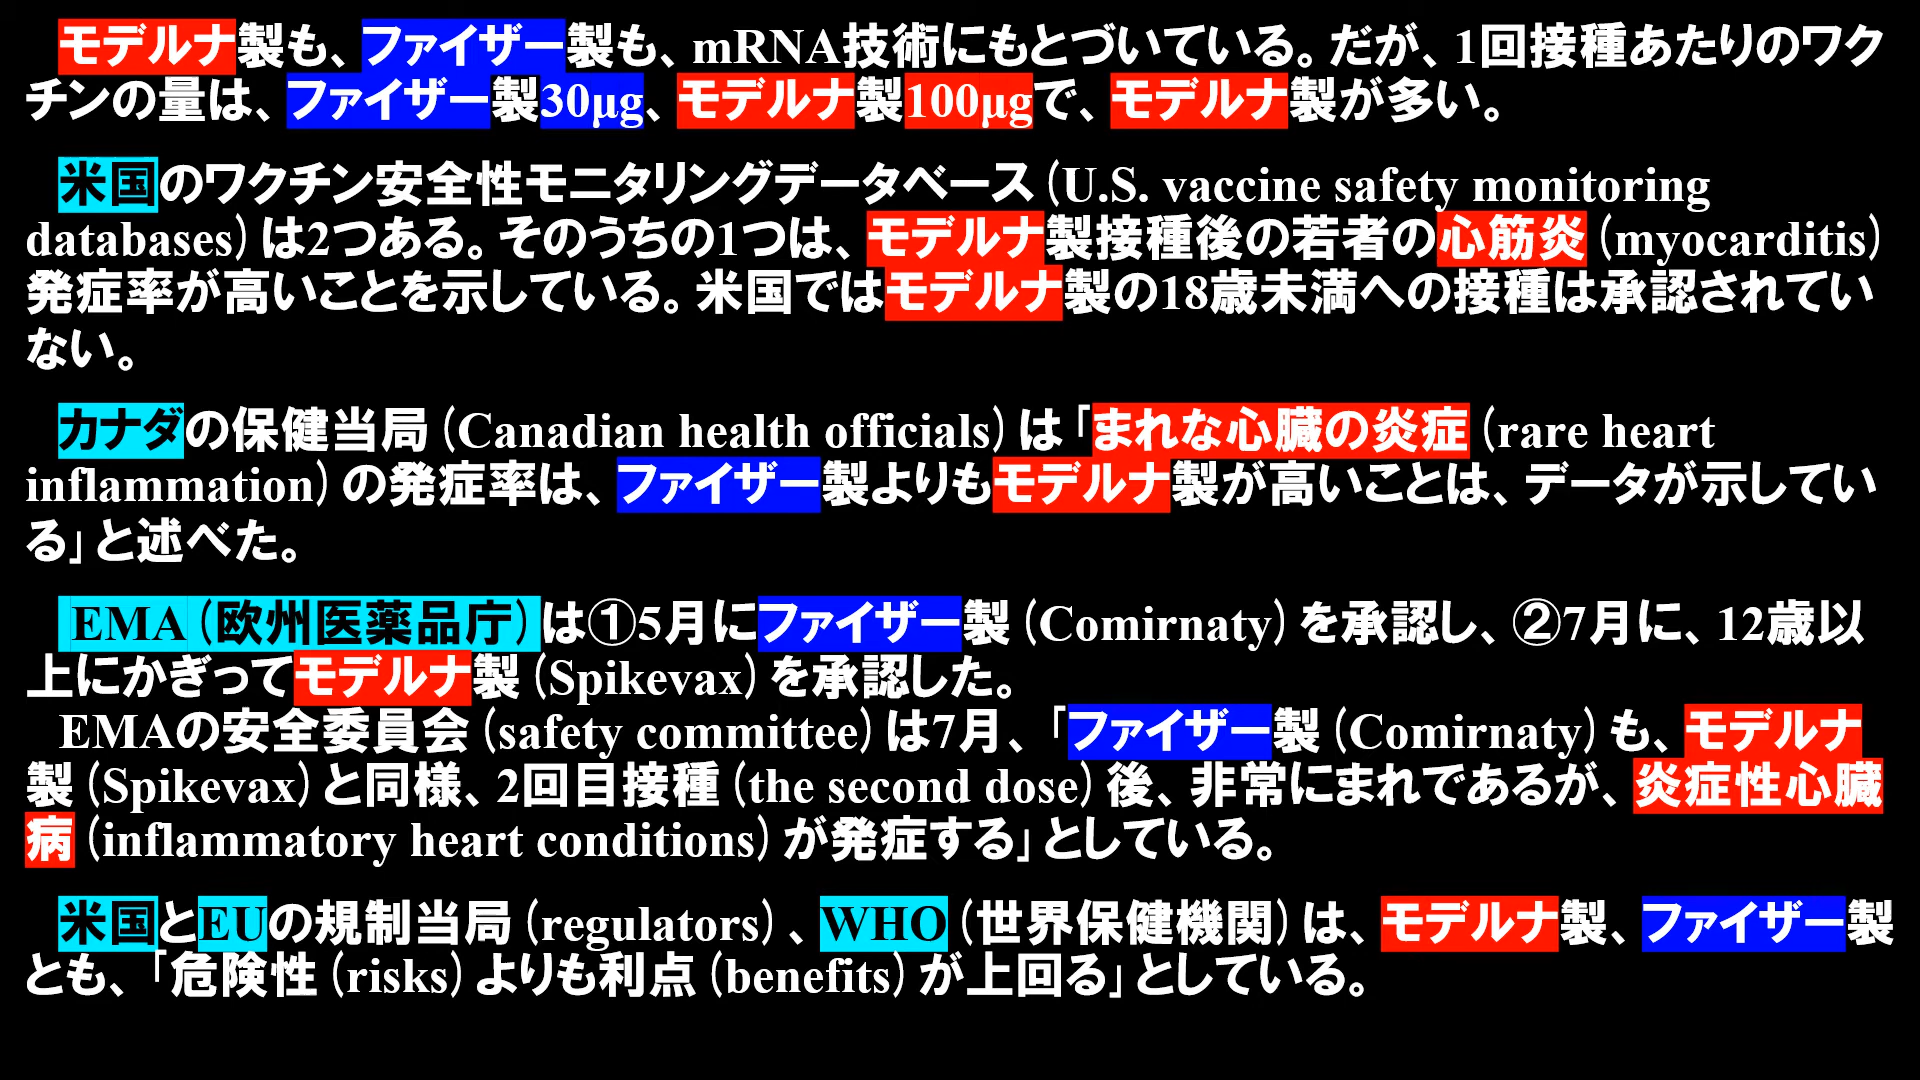 モデルナ製も、ファイザー製も、mRNA技術にもとづいている。だが、1回接種あたりのワク
チンの量は、ファイザー製30μg、モデルナ製100μgで、モデルナ製が多い。
米国のワクチン安全性モニタリングデータベース(U.S. vaccine safety monitoring
databases)は2つある。そのうちの1つは、モデルナ製接種後の若者の心筋炎(myocarditis)
発症率が高いことを示している。米国ではモデルナ製の18歳未満への接種は承認されてい
ない。
カナダの保健当局(Canadian health officials)は「まれな心臓の炎症(rare heart
inflammation)の発症率は、ファイザー製よりもモデルナ製が高いことは、データが示してい
る」と述べた。
EMA(欧州医薬品庁)は①5月にファイザー製(Comirnaty)を承認し、②7月に、12歳以
上にかぎってモデルナ製(Spikevax)を承認した。
EMAの安全委員会(safety committee)は7月、「ファイザー製(Comirnaty)も、モデルナ
製(Spikevax)と同様、2回目接種(the second dose)後、非常にまれであるが、炎症性心臓
病(inflammatory heart conditions)が発症する」としている。
米国とEUの規制当局(regulators)、WHO(世界保健機関)は、モデルナ製、ファイザー製
とも、「危険性(risks)よりも利点(benefits)が上回る」としている。